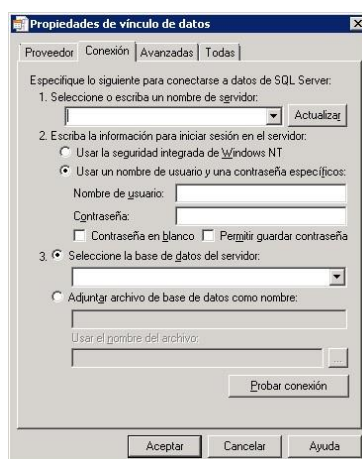 Propiedades de vínculo de datos
Proveedor Conexión Avanzadas Todas
Especifique lo siguiente para conectarse a datos de SQL Server:
1. Seleccione o escriba un nombre de servidor:
Actualizar
2. Escriba la información para iniciar sesión en el servidor:
Usar la seguridad integrada de Windows NT
Usar un nombre de usuario y una contraseña específicos:
Nombre de usuario:
Contraseña:
Contraseña en blanco Permitir guardar contraseña
3. Seleccione la base de datos del servidor:
Adjuntar archivo de base de datos como nombre:
Usar el nombre del archivo:
...
Probar conexión
Aceptar Cancelar Ayuda